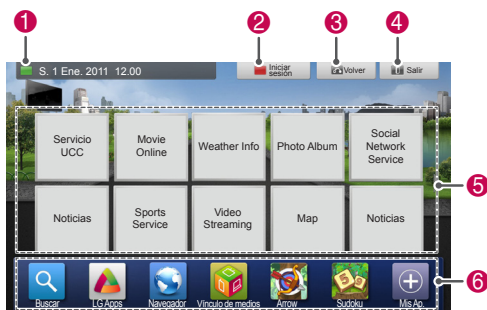 1 2 3 4
S. 1 Ene. 2011 12.00
Iniciar
sesión
Volver
Salir
Servicio
UCC
Movie
Online
Weather Info
Photo Album
Social
Network
Service
5
Noticias
Sports
Service
Video
Streaming
Map
Noticias
6
Buscar
LG Apps
Navegador
Vínculo de medios
Arrow
Sudoku
Mis Ap.